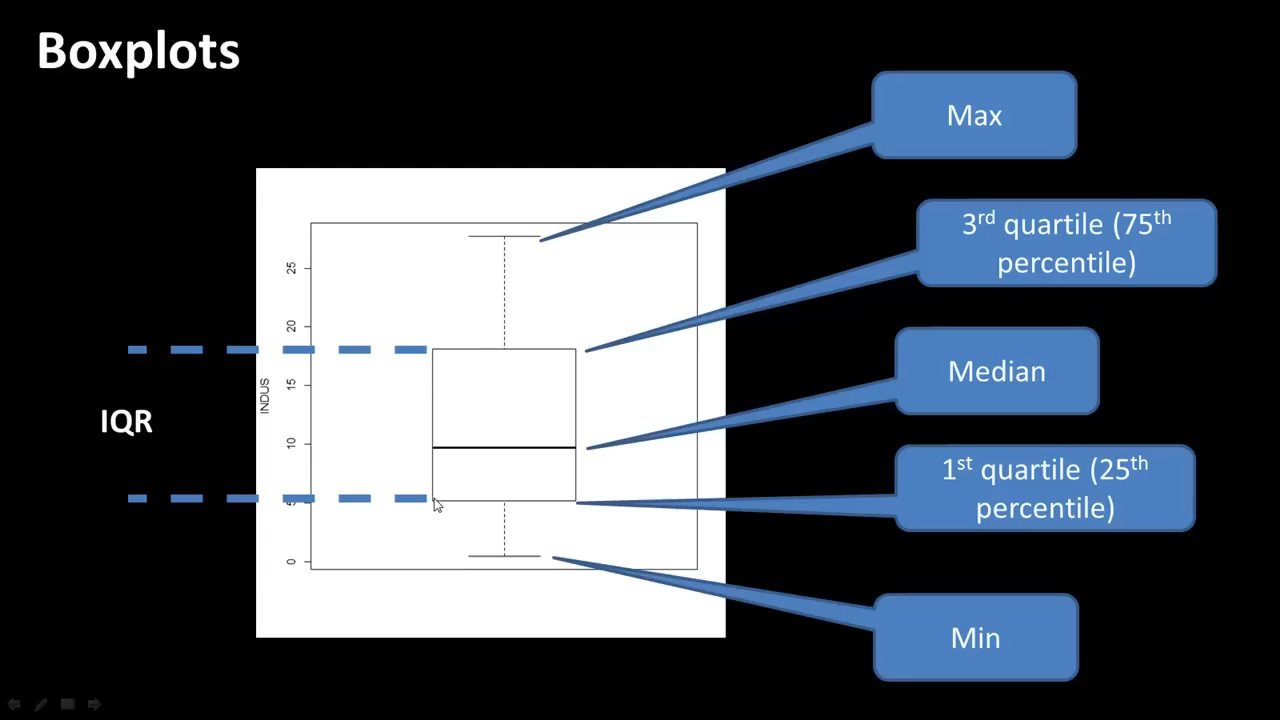 Boxplots
Max
3rd quartile (75th
percentile)
25
20
15
10
5
0
INDUS
IQR
Median
1st quartile (25th
percentile)
Min